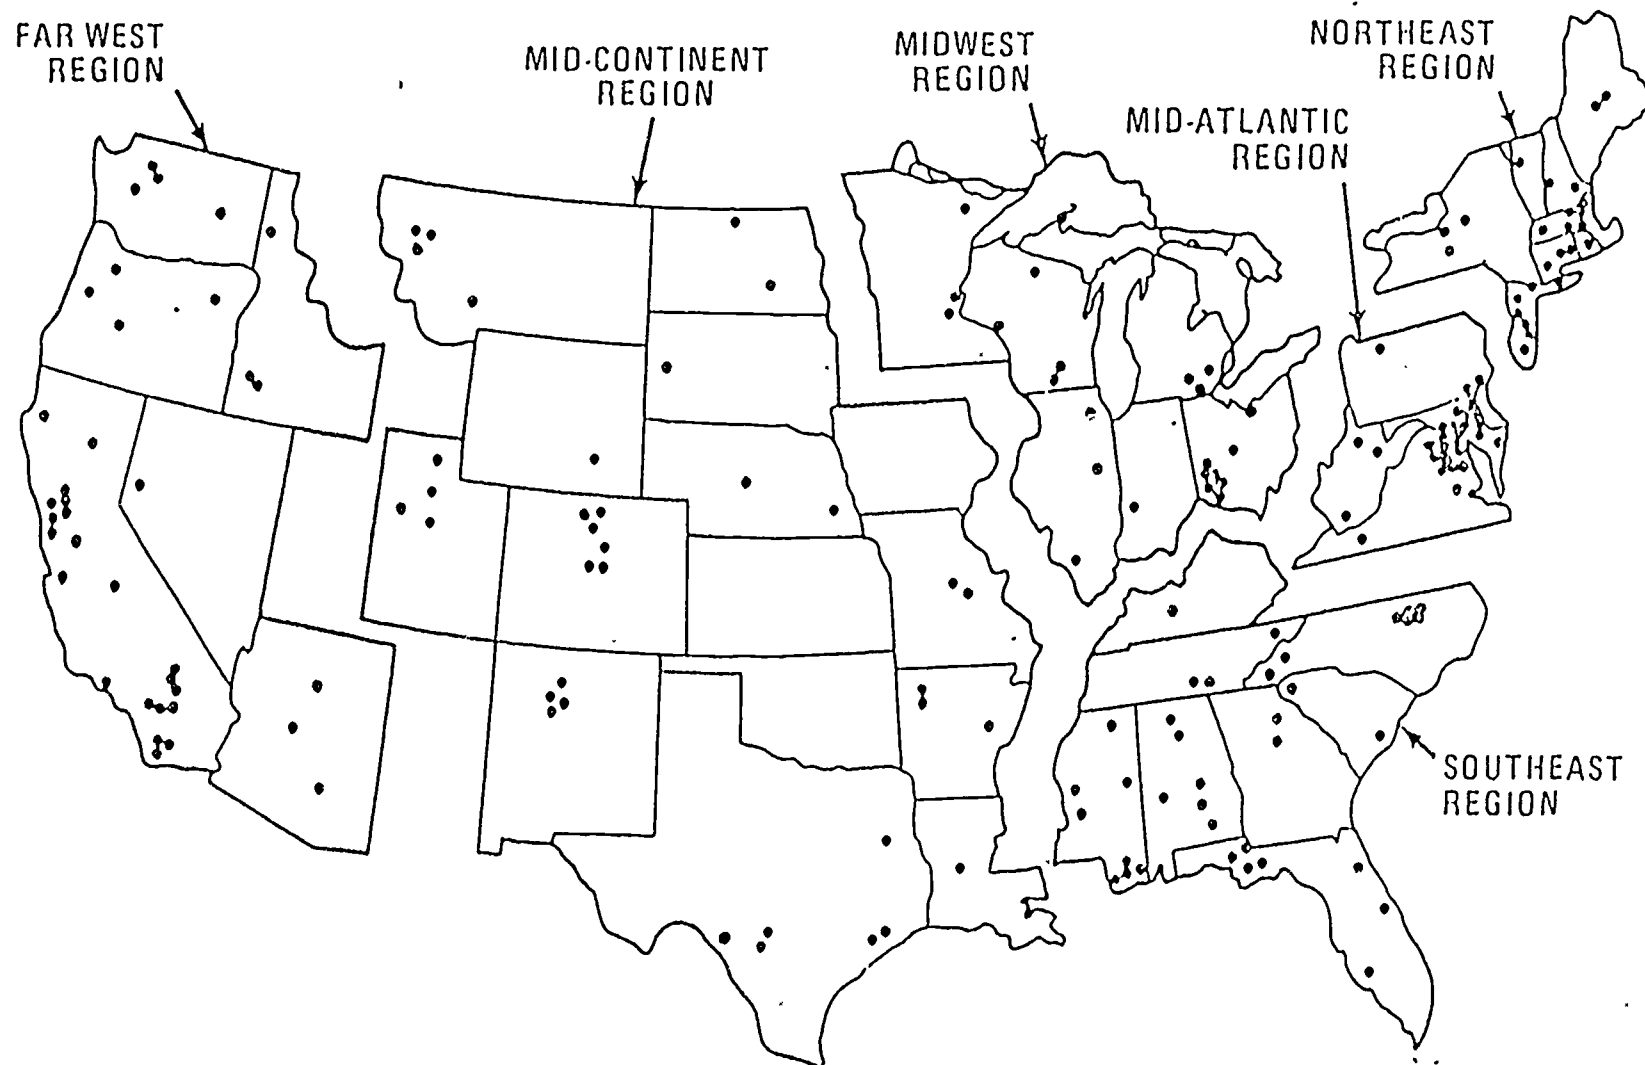 FAR WEST
REGION
MID-CONTINENT
REGION
MIDWEST
REGION
NORTHEAST
REGION
MID-ATLANTIC
REGION
SOUTHEAST
REGION